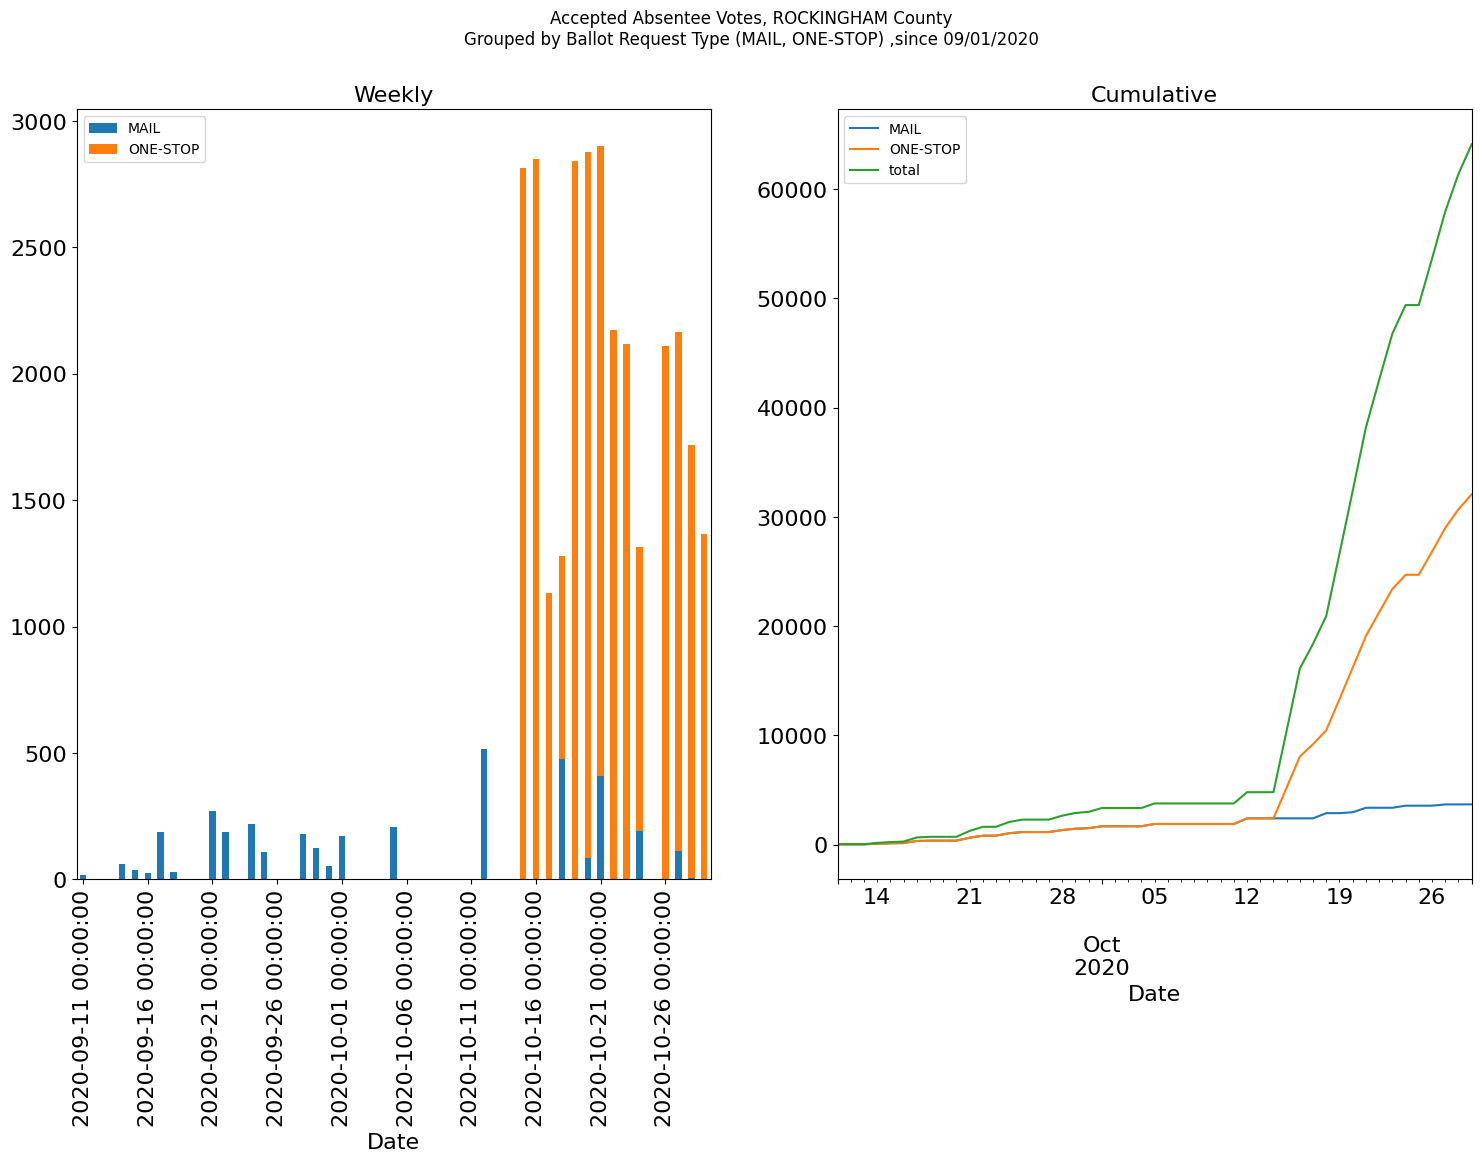 Accepted Absentee Votes, ROCKINGHAM County
Grouped by Ballot Request Type (MAIL, ONE-STOP) ,since 09/01/2020
Weekly
MAIL
ONE-STOP
3000
2500
2000
1500
1000
500
0
2020-09-11 00:00:00
2020-09-16 00:00:00
2020-09-21 00:00:00
2020-09-26 00:00:00
2020-10-01 00:00:00
2020-10-06 00:00:00
2020-10-11 00:00:00
2020-10-16 00:00:00
2020-10-21 00:00:00
2020-10-26 00:00:00
Date
Cumulative
MAIL
ONE-STOP
total
60000
50000
40000
30000
20000
10000
0
14 21 28 05 12 19 26
Oct
2020
Date